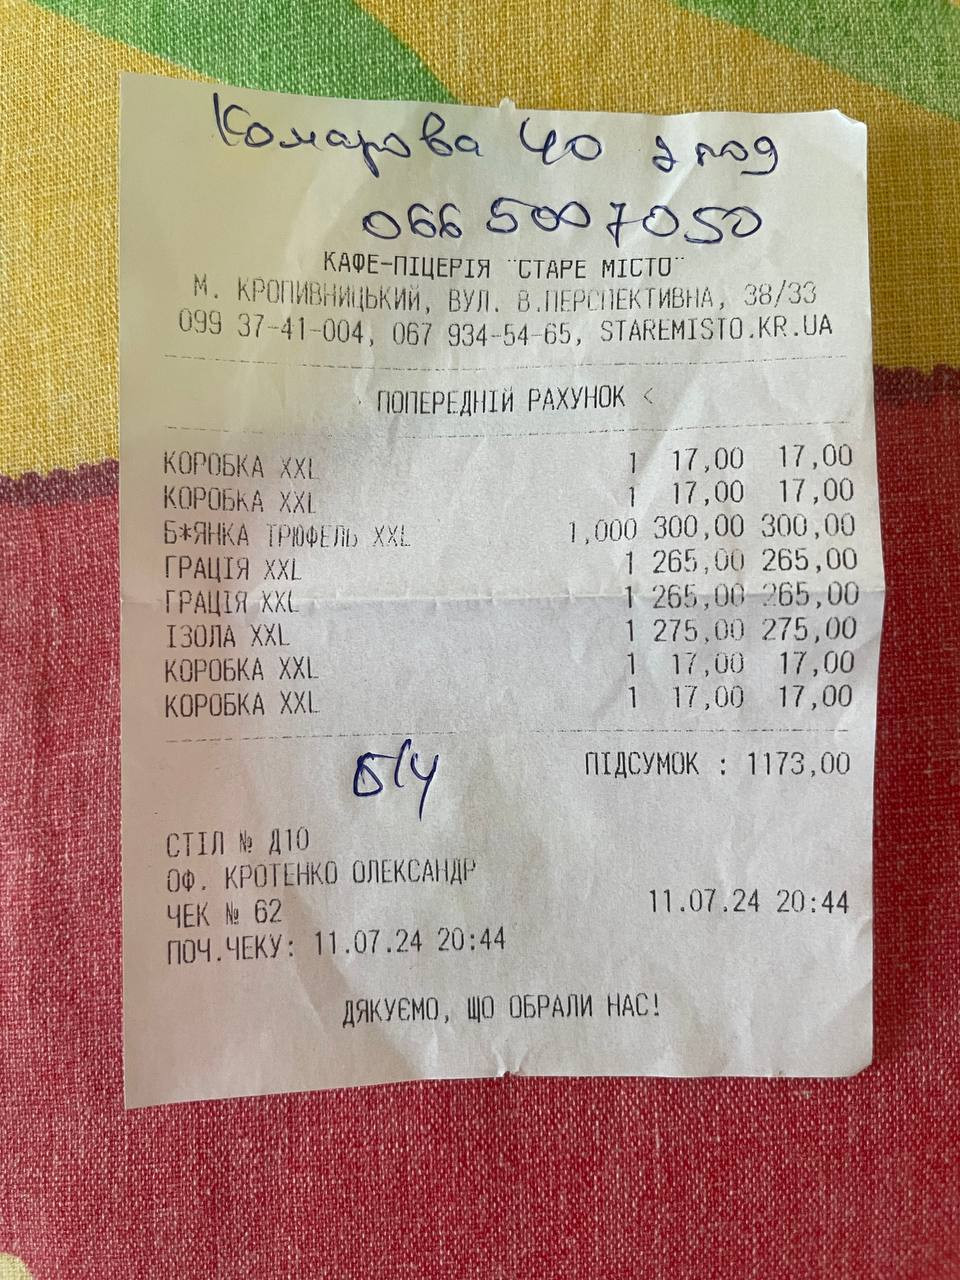 Комарова 40 2 под
066 5007050
КАФЕ-ПІЦЕРІЯ "СТАРЕ МІСТО"
М. КРОПИВНИЦЬКИЙ, ВУЛ. В.ПЕРСПЕКТИВНА, 38/33
099 37-41-004, 067 934-54-65, STAREMISTO.KR.UA
> ПОПЕРЕДНІЙ РАХУНОК <
КОРОБКА XXL 1 17,00 17,00
КОРОБКА XXL 1 17,00 17,00
Б*ЯНКА ТРЮФЕЛЬ XXL 1,000 300,00 300,00
ГРАЦІЯ XXL 1 265,00 265,00
ГРАЦІЯ XXL 1 265,00 265,00
ІЗОЛА XXL 1 275,00 275,00
КОРОБКА XXL 1 17,00 17,00
КОРОБКА XXL 1 17,00 17,00
ПІДСУМОК : 1173,00
б/ч
СТІЛ № Д10
ОФ. КРОТЕНКО ОЛЕКСАНДР
ЧЕК № 62 11.07.24 20:44
ПОЧ.ЧЕКУ: 11.07.24 20:44
ДЯКУЄМО, ЩО ОБРАЛИ НАС!